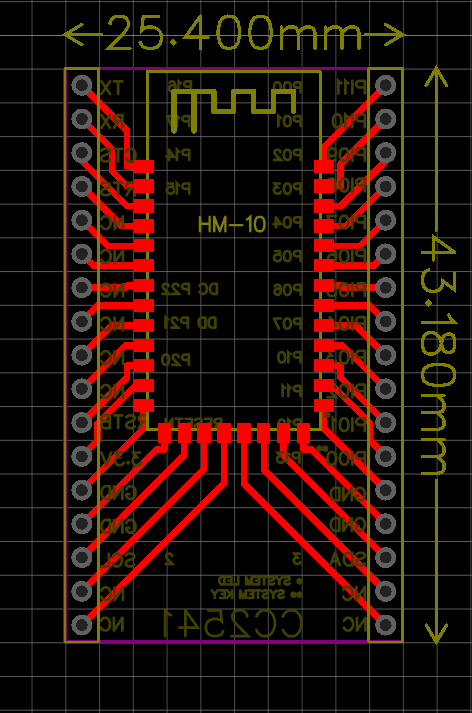 25.400mm
TX P16 P00 PI11
RX P17 P01
CTS P14 P02 PIO9
RTS P15 P03 PIO8
NC HM-10 P04 PIO7
NC P05 PIO6
NC P22 DC P06 PIO5
NC P21 DD P07 PIO4
NC P20 P10 PIO3
NC P11 PIO2
RSTB RESETN P12 PIO1
3.3V P13 PIO0
GND GND
GND GND
SCL 2 3 SDA
SYSTEM LED
NC SYSTEM KEY NC
NC CC2541 NC
43.180mm